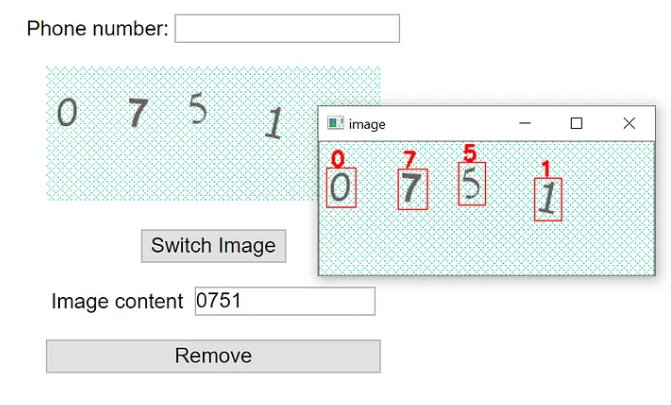 Phone number:
0 7 5 1
image
0 7 5 1
0 7 5 1
Switch Image
Image content 0751
Remove